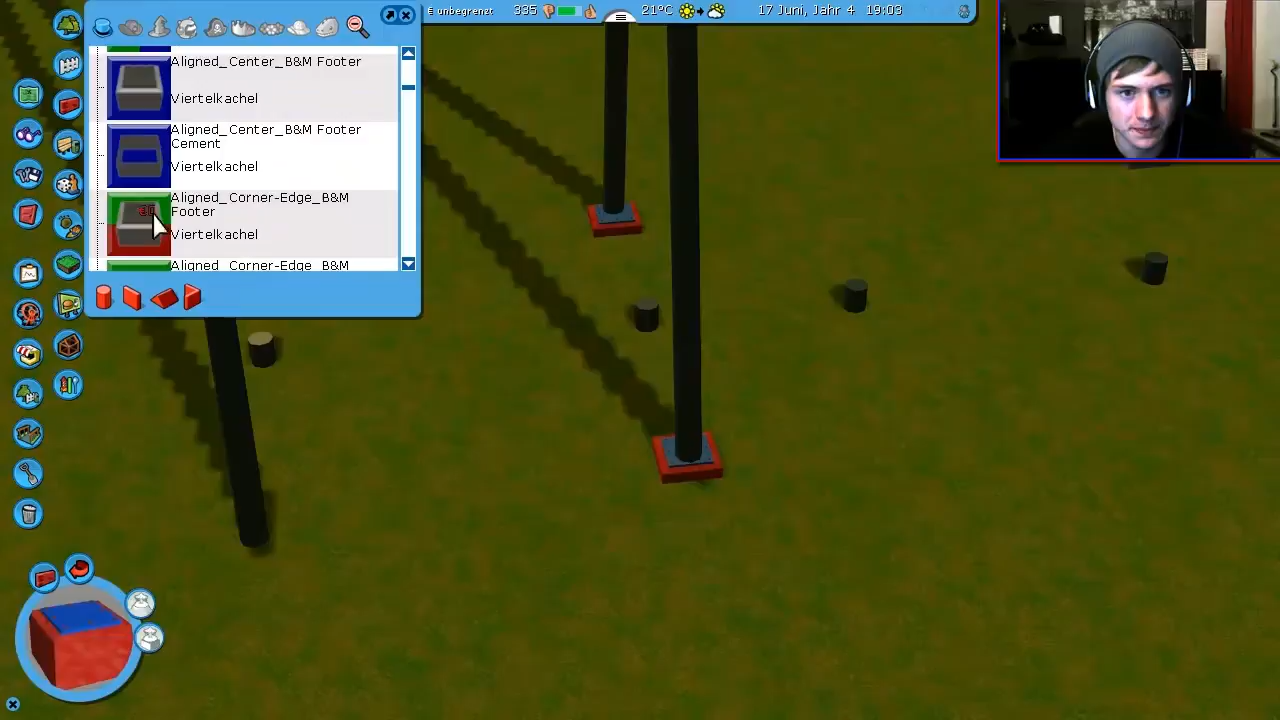 € unbegrenzt 335 21°C 17 Juni, Jahr 4 19:03
Aligned_Center_B&M Footer
Viertelkachel
Aligned_Center_B&M Footer
Cement
Viertelkachel
Aligned_Corner-Edge_B&M
Footer
Viertelkachel
Aligned_Corner-Edge_B&M